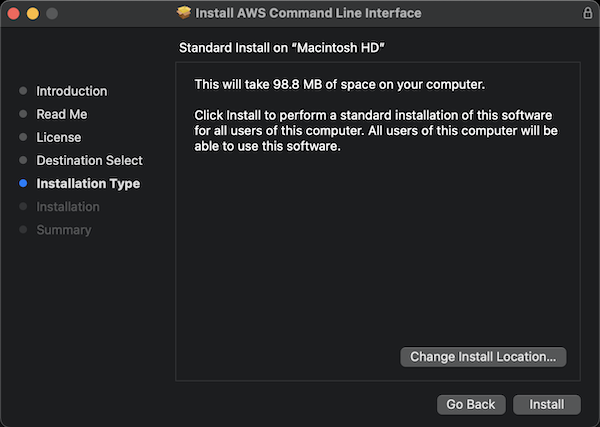 Install AWS Command Line Interface
Standard Install on “Macintosh HD”
Introduction
Read Me
License
Destination Select
Installation Type
Installation
Summary
This will take 98.8 MB of space on your computer.
Click Install to perform a standard installation of this software
for all users of this computer. All users of this computer will be
able to use this software.
Change Install Location...
Go Back
Install